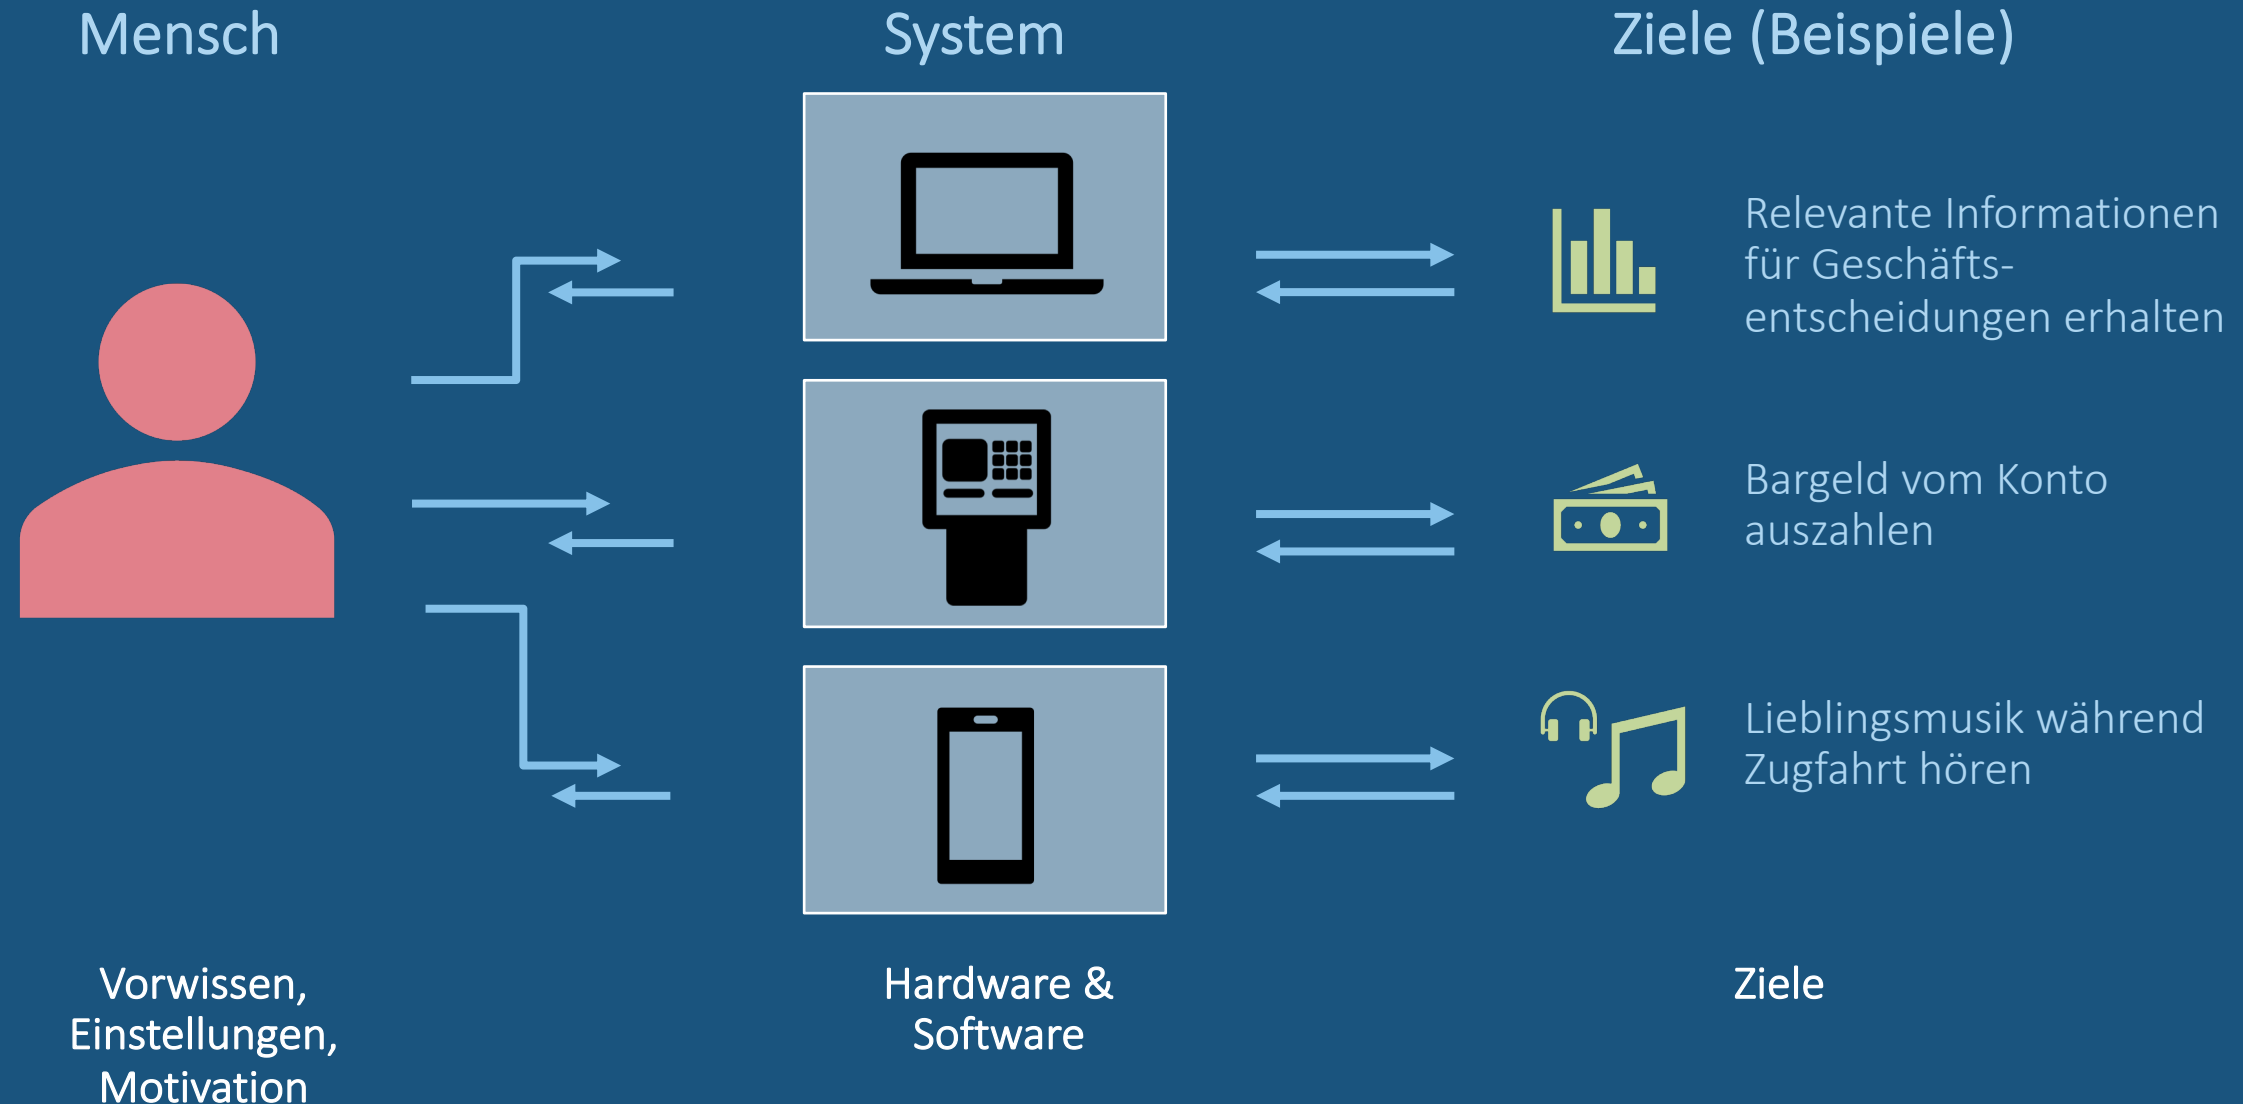 Mensch
System
Ziele (Beispiele)
Relevante Informationen
für Geschäfts-
entscheidungen erhalten
Bargeld vom Konto
auszahlen
Lieblingsmusik während
Zugfahrt hören
Vorwissen,
Einstellungen,
Motivation
Hardware &
Software
Ziele